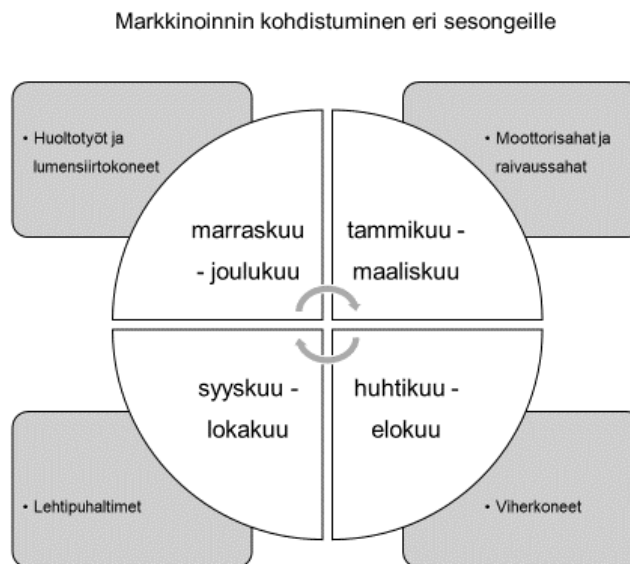 Markkinoinnin kohdistuminen eri sesongeille
• Huoltotyöt ja
lumensiirtokoneet
• Moottorisahat ja
raivaussahat
marraskuu
- joulukuu
tammikuu -
maaliskuu
syyskuu -
lokakuu
huhtikuu -
elokuu
• Lehtipuhaltimet
• Viherkoneet